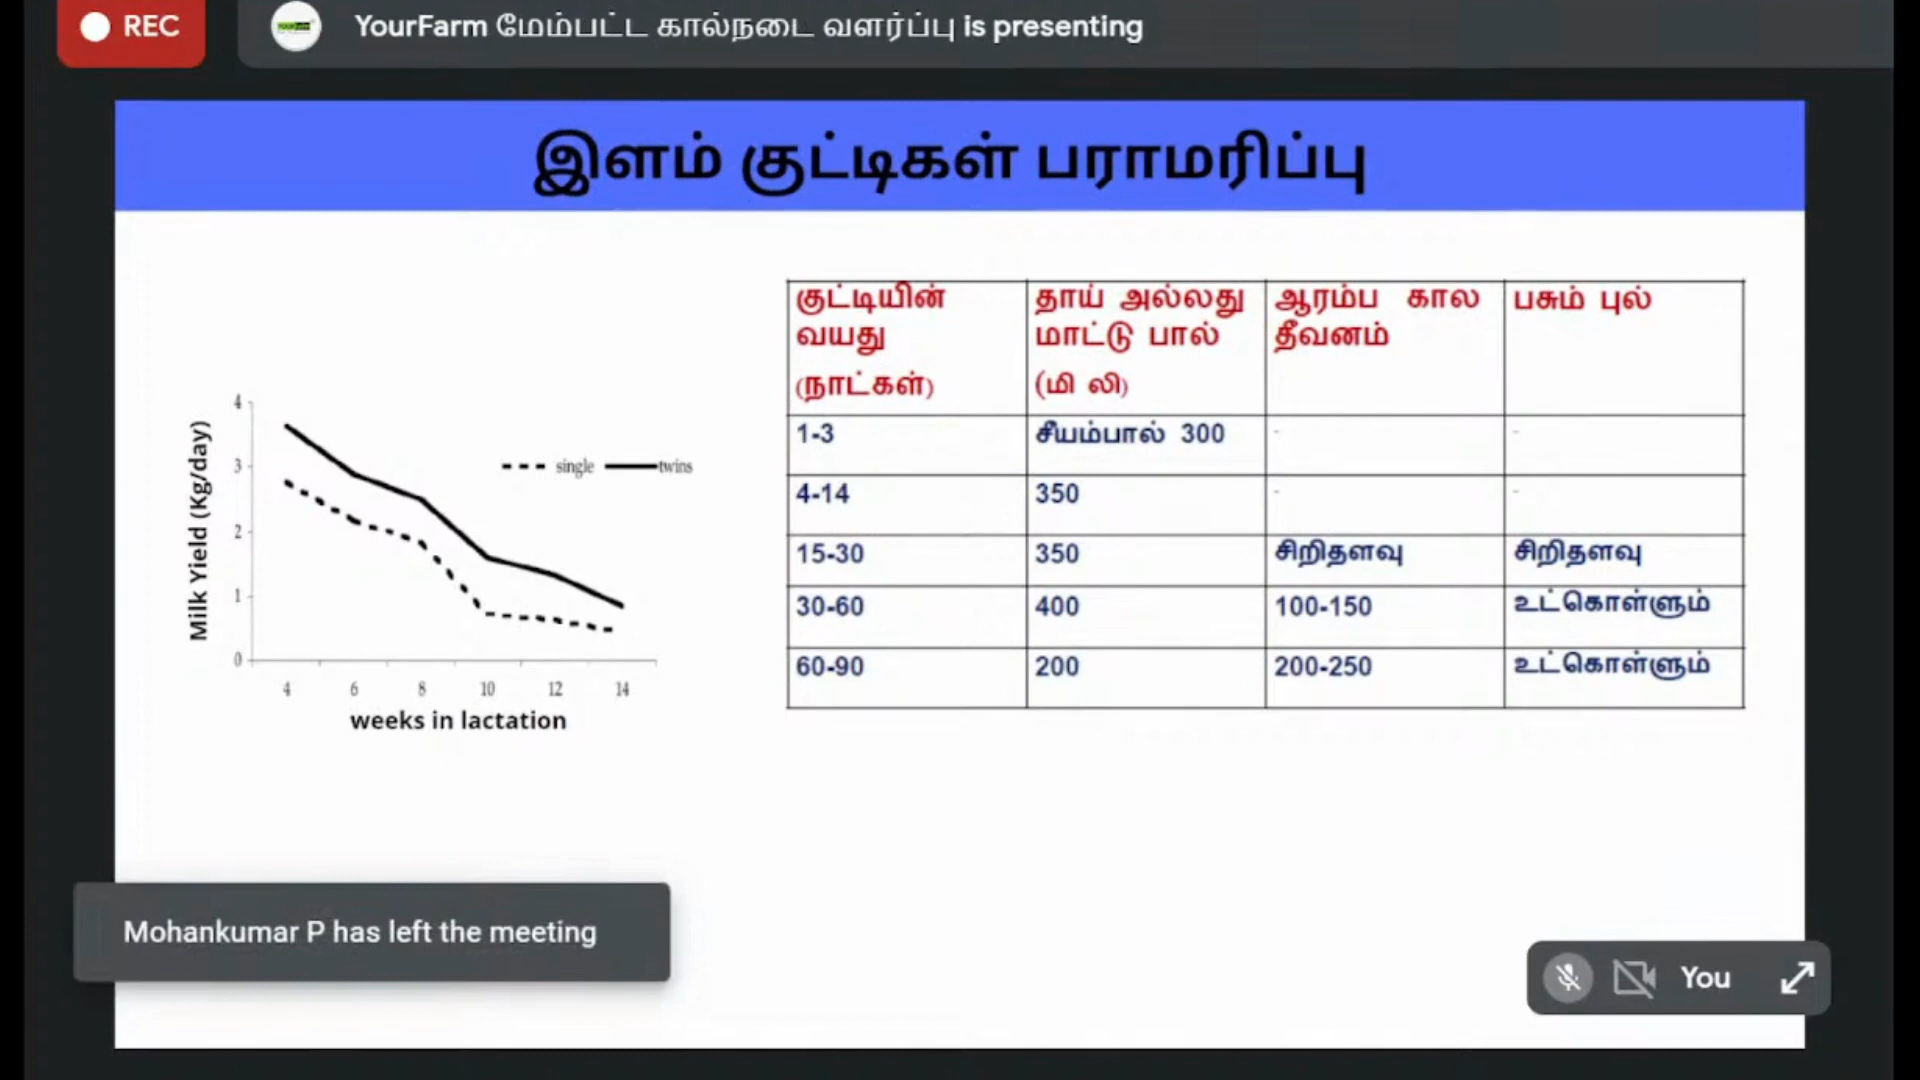 REC
YourFarm மேம்பட்ட கால்நடை வளர்ப்பு is presenting
இளம் குட்டிகள் பராமரிப்பு
Milk Yield (Kg/day)
4
3
2
1
0
single twins
4 6 8 10 12 14
weeks in lactation
குட்டியின் வயது (நாட்கள்) தாய் அல்லது மாட்டு பால் (மி லி) ஆரம்ப கால தீவனம் பசும் புல்
1-3 சீயம்பால் 300 - -
4-14 350 - -
15-30 350 சிறிதளவு சிறிதளவு
30-60 400 100-150 உட்கொள்ளும்
60-90 200 200-250 உட்கொள்ளும்
Mohankumar P has left the meeting
You